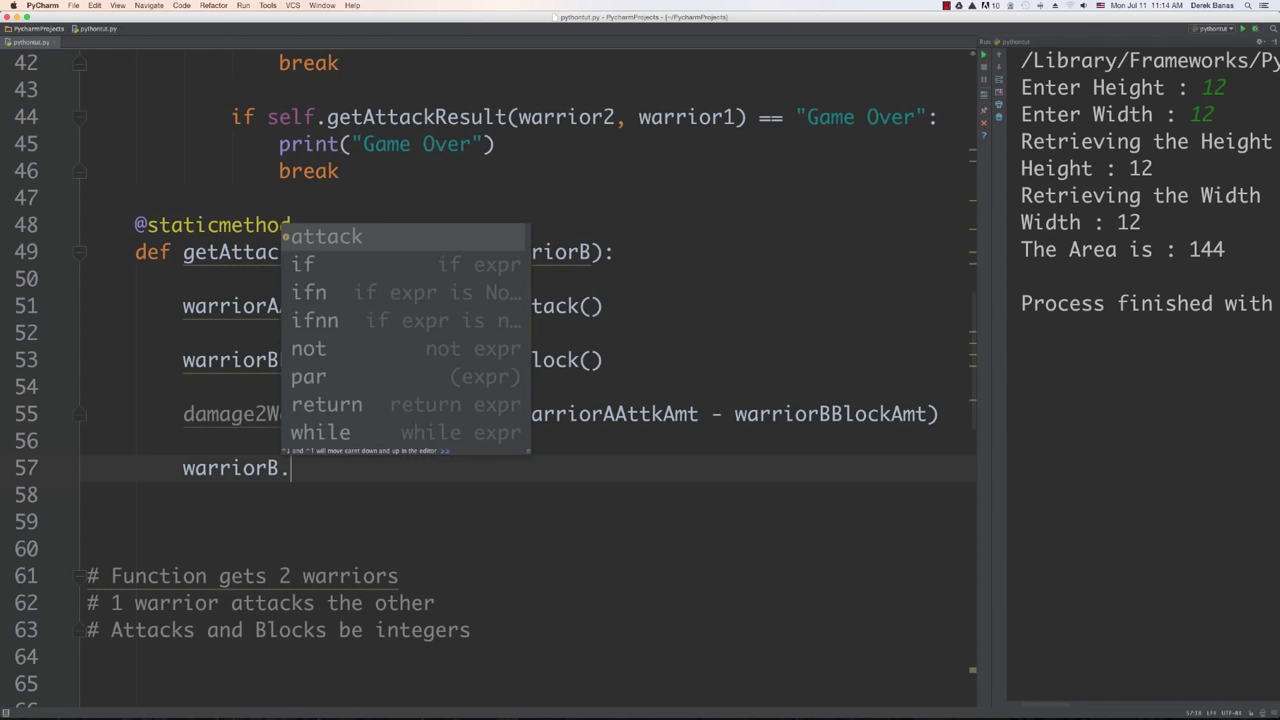 PyCharm File Edit View Navigate Code Refactor Run Tools VCS Window Help 10 Mon Jul 11 11:14 AM Derek Banas
pythontut.py - PycharmProjects - [~/PycharmProjects]
PycharmProjects pythontut.py pythontut
pythontut.py
Run: pythontut
42 break
43
44 if self.getAttackResult(warrior2, warrior1) == "Game Over":
45 print("Game Over")
46 break
47
48 @staticmethod
49 def getAttac riorB):
50
51 warriorA tack()
52
53 warriorB lock()
54
55 damage2W arriorAAttkAmt - warriorBBlockAmt)
56
57 warriorB.
58
59
60
61 # Function gets 2 warriors
62 # 1 warrior attacks the other
63 # Attacks and Blocks be integers
64
65
attack
if if expr
ifn if expr is No…
ifnn if expr is n…
not not expr
par (expr)
return return expr
while while expr
^↓ and ^↑ will move caret down and up in the editor >>
/Library/Frameworks/Py
Enter Height : 12
Enter Width : 12
Retrieving the Height
Height : 12
Retrieving the Width
Width : 12
The Area is : 144
Process finished with
57:18 LF÷ UTF-8÷